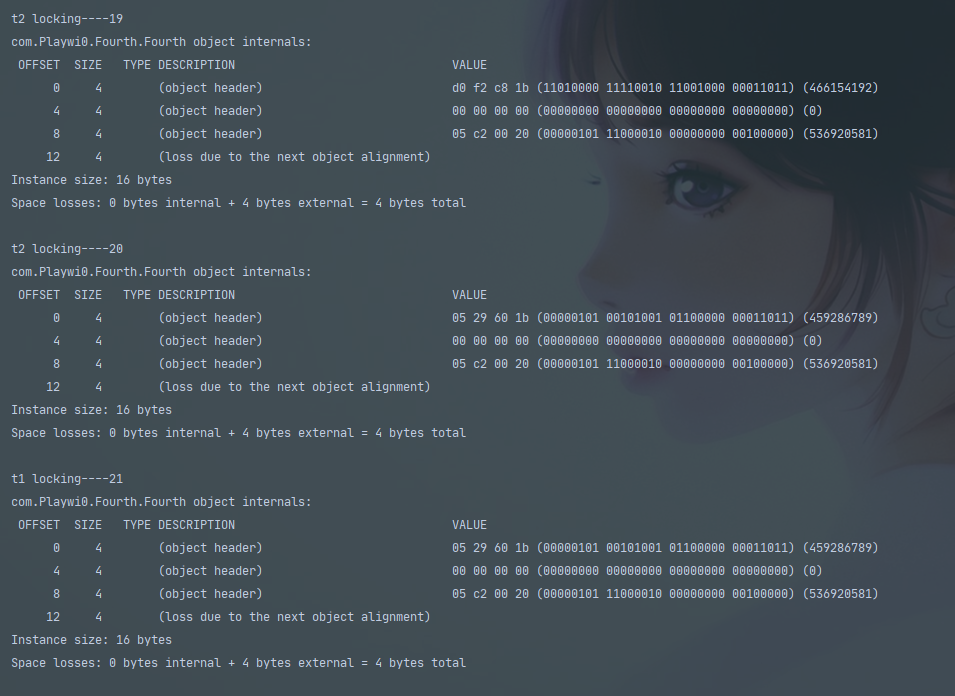 t2 locking----19
com.Playwi0.Fourth.Fourth object internals:
OFFSET SIZE TYPE DESCRIPTION VALUE
0 4 (object header) d0 f2 c8 1b (11010000 11110010 11001000 00011011) (466154192)
4 4 (object header) 00 00 00 00 (00000000 00000000 00000000 00000000) (0)
8 4 (object header) 05 c2 00 20 (00000101 11000010 00000000 00100000) (536920581)
12 4 (loss due to the next object alignment)
Instance size: 16 bytes
Space losses: 0 bytes internal + 4 bytes external = 4 bytes total
t2 locking----20
com.Playwi0.Fourth.Fourth object internals:
OFFSET SIZE TYPE DESCRIPTION VALUE
0 4 (object header) 05 29 60 1b (00000101 00101001 01100000 00011011) (459286789)
4 4 (object header) 00 00 00 00 (00000000 00000000 00000000 00000000) (0)
8 4 (object header) 05 c2 00 20 (00000101 11000010 00000000 00100000) (536920581)
12 4 (loss due to the next object alignment)
Instance size: 16 bytes
Space losses: 0 bytes internal + 4 bytes external = 4 bytes total
t1 locking----21
com.Playwi0.Fourth.Fourth object internals:
OFFSET SIZE TYPE DESCRIPTION VALUE
0 4 (object header) 05 29 60 1b (00000101 00101001 01100000 00011011) (459286789)
4 4 (object header) 00 00 00 00 (00000000 00000000 00000000 00000000) (0)
8 4 (object header) 05 c2 00 20 (00000101 11000010 00000000 00100000) (536920581)
12 4 (loss due to the next object alignment)
Instance size: 16 bytes
Space losses: 0 bytes internal + 4 bytes external = 4 bytes total